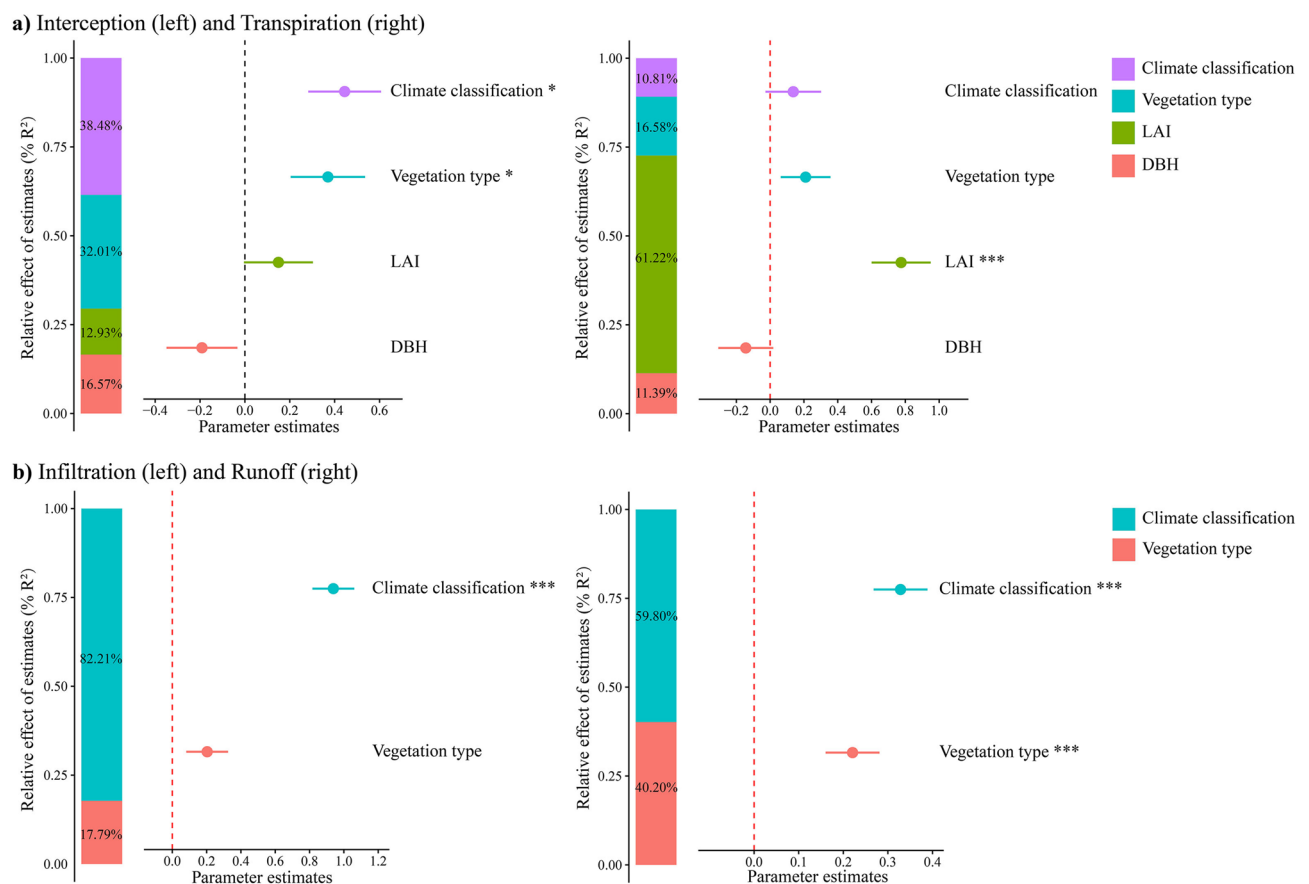 a) Interception (left) and Transpiration (right)
Relative effect of estimates (% R²)
1.00
0.75
0.50
0.25
0.00
38.48%
32.01%
12.93%
16.57%
Climate classification *
Vegetation type *
LAI
DBH
−0.4 −0.2 0.0 0.2 0.4 0.6
Parameter estimates
Relative effect of estimates (% R²)
1.00
0.75
0.50
0.25
0.00
10.81%
16.58%
61.22%
11.39%
Climate classification
Vegetation type
LAI ***
DBH
−0.2 0.0 0.2 0.4 0.6 0.8 1.0
Parameter estimates
Climate classification
Vegetation type
LAI
DBH
b) Infiltration (left) and Runoff (right)
Relative effect of estimates (% R²)
1.00
0.75
0.50
0.25
0.00
82.21%
17.79%
Climate classification ***
Vegetation type
0.0 0.2 0.4 0.6 0.8 1.0 1.2
Parameter estimates
Relative effect of estimates (% R²)
1.00
0.75
0.50
0.25
0.00
59.80%
40.20%
Climate classification ***
Vegetation type ***
0.0 0.1 0.2 0.3 0.4
Parameter estimates
Climate classification
Vegetation type